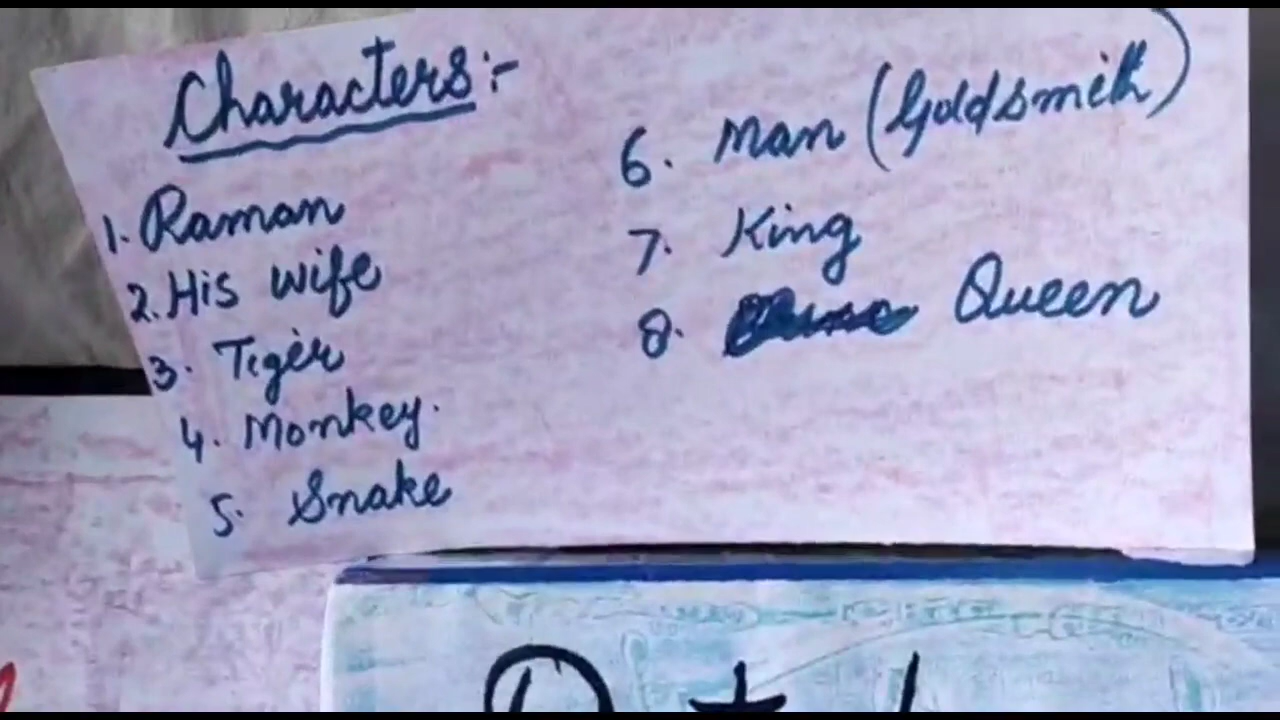 Characters:-
1. Raman
2. His wife
3. Tiger
4. Monkey.
5. Snake
6. Man (Goldsmith)
7. King
8. Queen